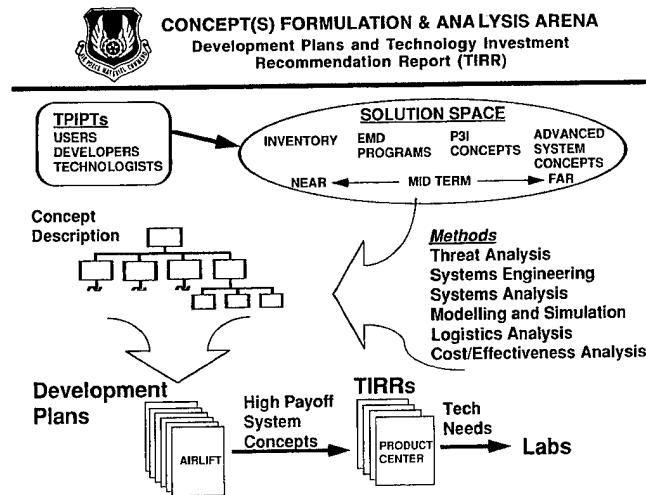 CONCEPT(S) FORMULATION & ANALYSIS ARENA
Development Plans and Technology Investment
Recommendation Report (TIRR)
TPIPTs
USERS
DEVELOPERS
TECHNOLOGISTS
SOLUTION SPACE
INVENTORY
EMD
PROGRAMS
P3I
CONCEPTS
ADVANCED
SYSTEM
CONCEPTS
NEAR
MID TERM
FAR
Concept
Description
Methods
Threat Analysis
Systems Engineering
Systems Analysis
Modelling and Simulation
Logistics Analysis
Cost/Effectiveness Analysis
Development
Plans
AIRLIFT
High Payoff
System
Concepts
TIRRs
PRODUCT
CENTER
Tech
Needs
Labs